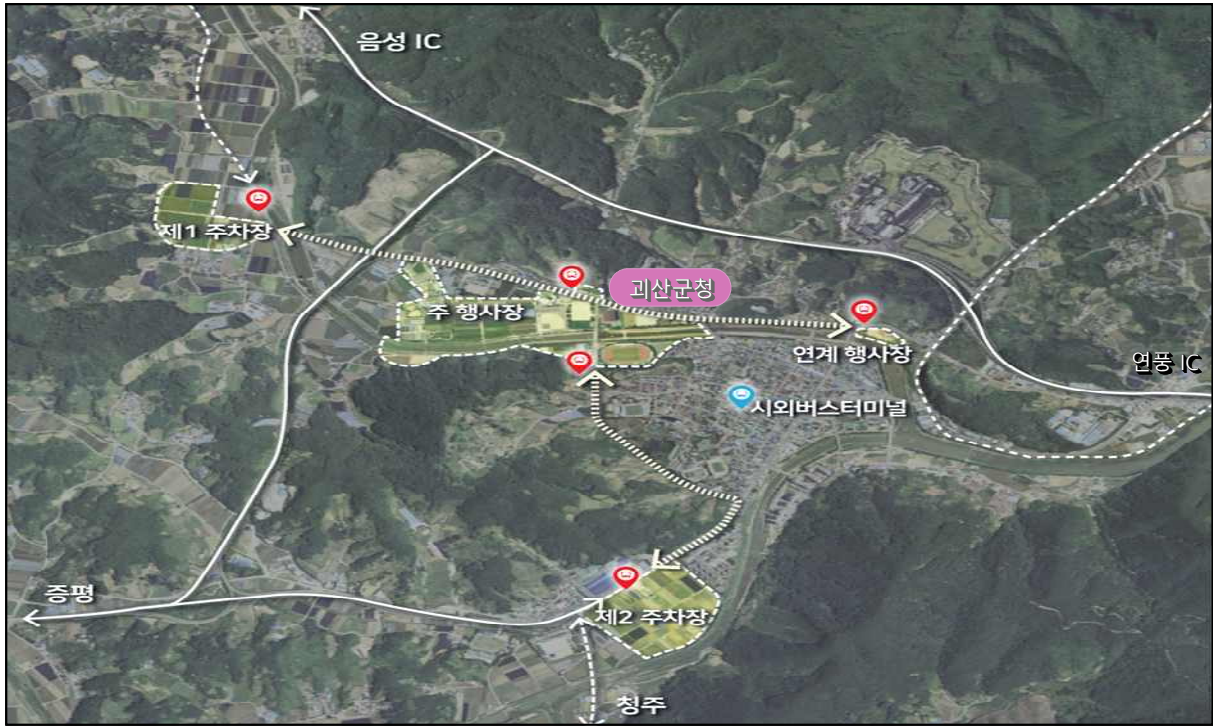 음성 IC
제1 주차장
괴산군청
주 행사장
연계 행사장
연풍 IC
시외버스터미널
증평
제2 주차장
청주